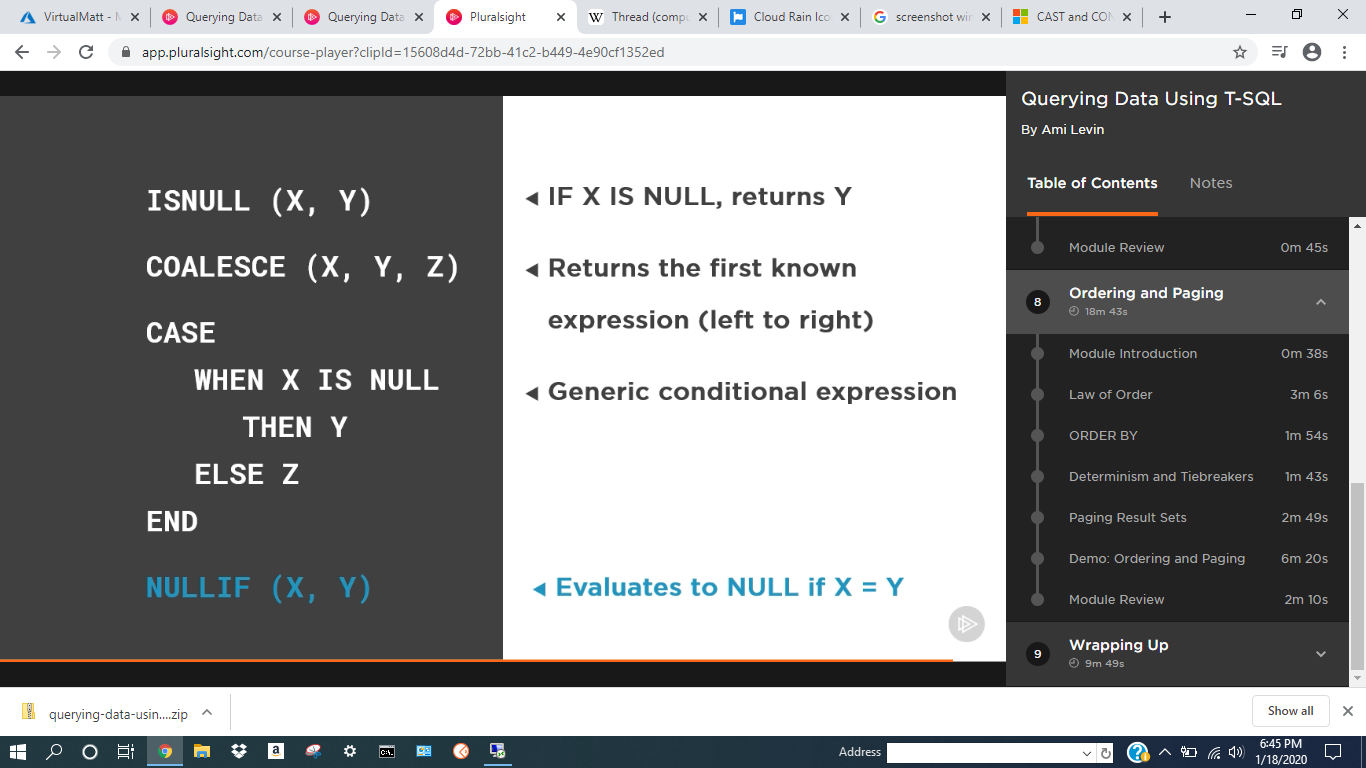 VirtualMatt - M
Querying Data
Querying Data
Pluralsight
Thread (compu
Cloud Rain Ico
screenshot win
CAST and CON
app.pluralsight.com/course-player?clipId=15608d4d-72bb-41c2-b449-4e90cf1352ed
ISNULL (X, Y)
◄ IF X IS NULL, returns Y
COALESCE (X, Y, Z)
◄ Returns the first known
expression (left to right)
CASE
WHEN X IS NULL
THEN Y
ELSE Z
END
◄ Generic conditional expression
NULLIF (X, Y)
◄ Evaluates to NULL if X = Y
Querying Data Using T-SQL
By Ami Levin
Table of Contents Notes
Module Review 0m 45s
8 Ordering and Paging
18m 43s
Module Introduction 0m 38s
Law of Order 3m 6s
ORDER BY 1m 54s
Determinism and Tiebreakers 1m 43s
Paging Result Sets 2m 49s
Demo: Ordering and Paging 6m 20s
Module Review 2m 10s
9 Wrapping Up
9m 49s
querying-data-usin....zip
Show all
Address
6:45 PM
1/18/2020